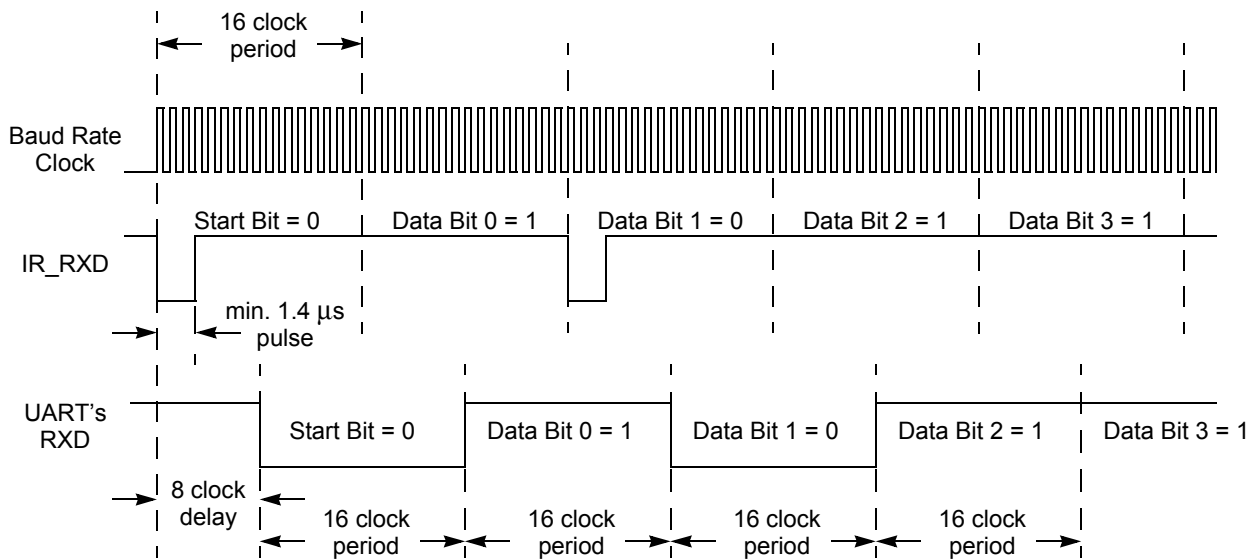 16 clock
period
Baud Rate
Clock
Start Bit = 0
Data Bit 0 = 1
Data Bit 1 = 0
Data Bit 2 = 1
Data Bit 3 = 1
IR_RXD
min. 1.4 μs
pulse
UART's
RXD
Start Bit = 0
Data Bit 0 = 1
Data Bit 1 = 0
Data Bit 2 = 1
Data Bit 3 = 1
8 clock
delay
16 clock
period
16 clock
period
16 clock
period
16 clock
period